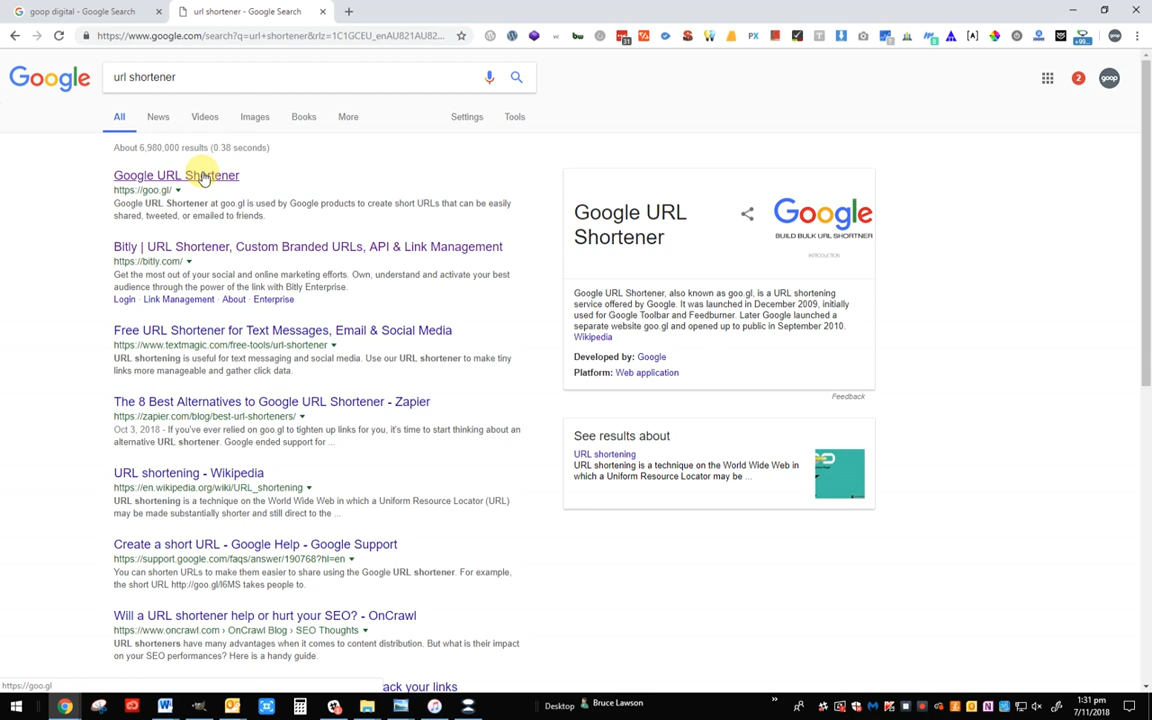 goop digital - Google Search
url shortener - Google Search
https://www.google.com/search?q=url+shortener&rlz=1C1GCEU_enAU821AU82...
Google
url shortener
2
goop
All
News
Videos
Images
Books
More
Settings
Tools
About 6,980,000 results (0.38 seconds)
Google URL Shortener
https://goo.gl/
Google URL Shortener at goo.gl is used by Google products to create short URLs that can be easily
shared, tweeted, or emailed to friends.
Bitly | URL Shortener, Custom Branded URLs, API & Link Management
https://bitly.com/
Get the most out of your social and online marketing efforts. Own, understand and activate your best
audience through the power of the link with Bitly Enterprise.
Login · Link Management · About · Enterprise
Free URL Shortener for Text Messages, Email & Social Media
https://www.textmagic.com/free-tools/url-shortener
URL shortening is useful for text messaging and social media. Use our URL shortener to make tiny
links more manageable and gather click data.
The 8 Best Alternatives to Google URL Shortener - Zapier
https://zapier.com/blog/best-url-shorteners/
Oct 3, 2018 - If you've ever relied on goo.gl to tighten up links for you, it's time to start thinking about an
alternative URL shortener. Google ended support for ...
URL shortening - Wikipedia
https://en.wikipedia.org/wiki/URL_shortening
URL shortening is a technique on the World Wide Web in which a Uniform Resource Locator (URL)
may be made substantially shorter and still direct to the ...
Create a short URL - Google Help - Google Support
https://support.google.com/faqs/answer/190768?hl=en
You can shorten URLs to make them easier to share using the Google URL shortener. For example,
the short URL http://goo.gl/l6MS takes people to.
Will a URL shortener help or hurt your SEO? - OnCrawl
https://www.oncrawl.com › OnCrawl Blog › SEO Thoughts
URL shorteners have many advantages when it comes to content distribution. But what is their impact
on your SEO performances? Here is a handy guide.
ack your links
https://goo.gl
Google URL
Shortener
Google
BUILD BULK URL SHORTNER
INTRODUCTION
Google URL Shortener, also known as goo.gl, is a URL shortening
service offered by Google. It was launched in December 2009, initially
used for Google Toolbar and Feedburner. Later Google launched a
separate website goo.gl and opened up to public in September 2010.
Wikipedia
Developed by: Google
Platform: Web application
Feedback
See results about
URL shortening
URL shortening is a technique on the World Wide Web in
which a Uniform Resource Locator may be ...
Desktop
Bruce Lawson
1:31 pm
7/11/2018